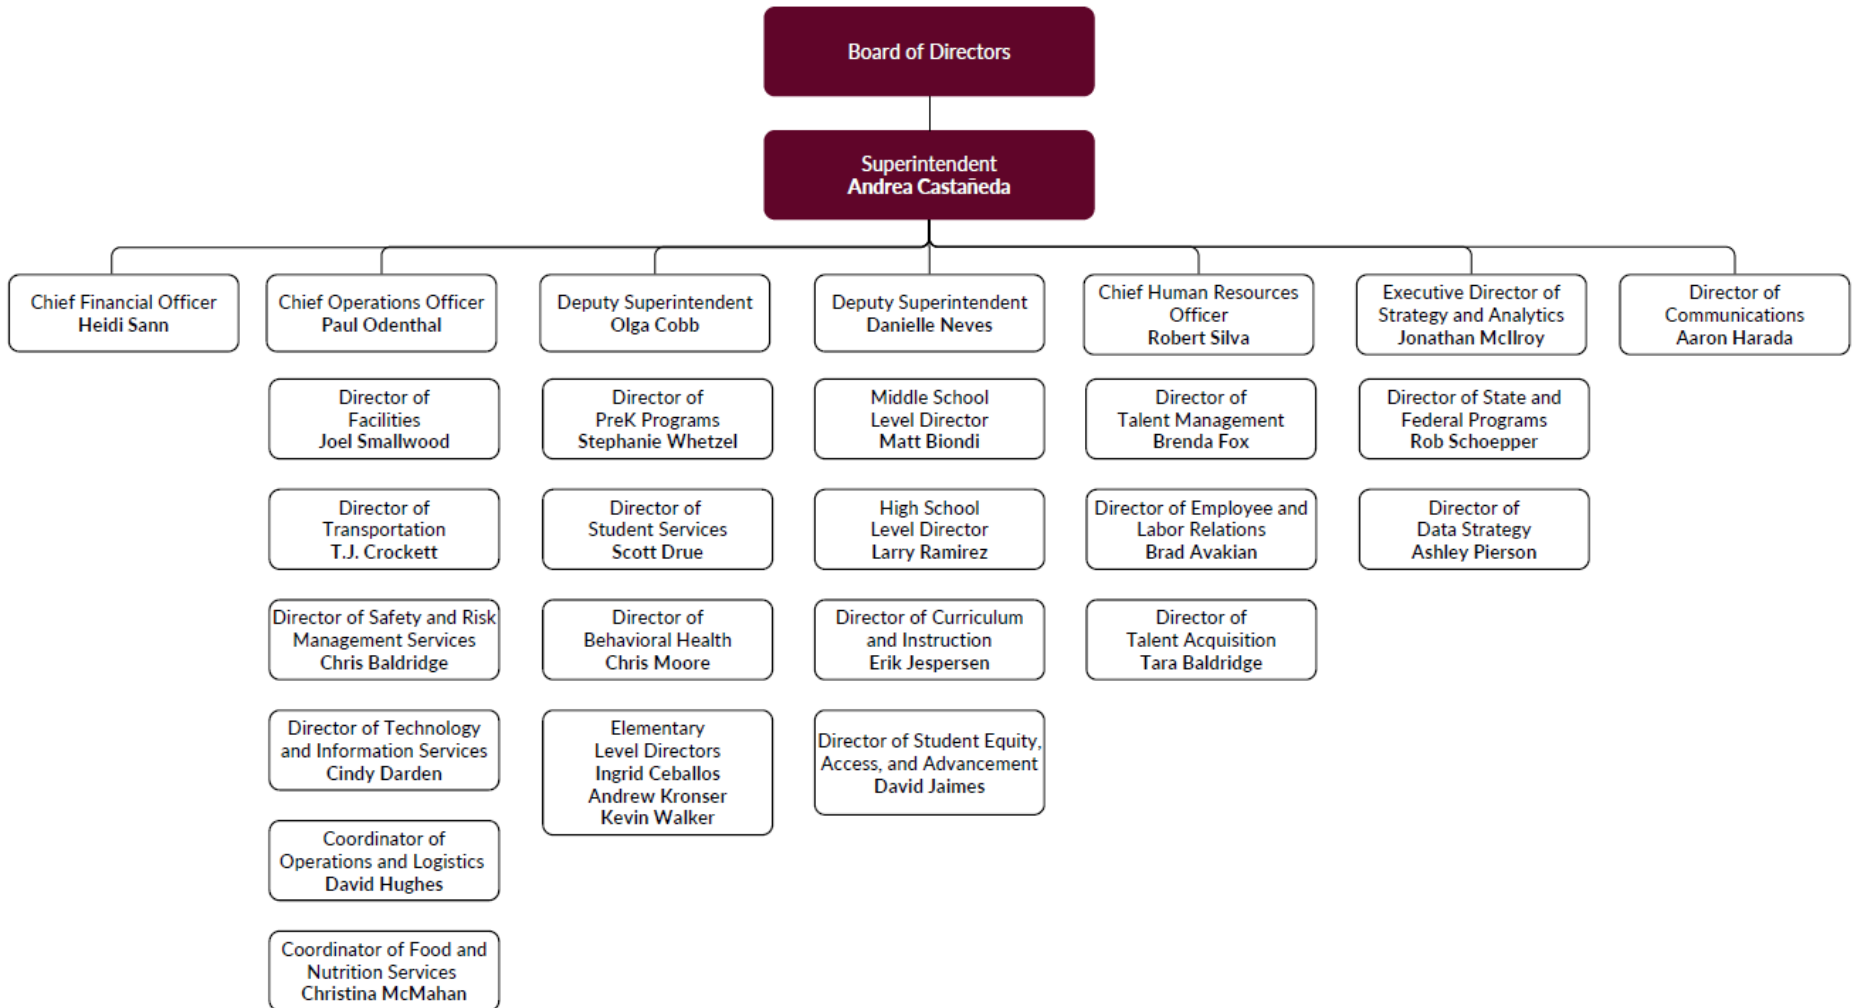 Board of Directors
Superintendent
Andrea Castañeda
Chief Financial Officer
Heidi Sann
Chief Operations Officer
Paul Odenthal
Director of
Facilities
Joel Smallwood
Director of
Transportation
T.J. Crockett
Director of Safety and Risk
Management Services
Chris Baldridge
Director of Technology
and Information Services
Cindy Darden
Coordinator of
Operations and Logistics
David Hughes
Coordinator of Food and
Nutrition Services
Christina McMahan
Deputy Superintendent
Olga Cobb
Director of
PreK Programs
Stephanie Whetzel
Director of
Student Services
Scott Drue
Director of
Behavioral Health
Chris Moore
Elementary
Level Directors
Ingrid Ceballos
Andrew Kronser
Kevin Walker
Deputy Superintendent
Danielle Neves
Middle School
Level Director
Matt Biondi
High School
Level Director
Larry Ramirez
Director of Curriculum
and Instruction
Erik Jespersen
Director of Student Equity,
Access, and Advancement
David Jaimes
Chief Human Resources
Officer
Robert Silva
Director of
Talent Management
Brenda Fox
Director of Employee and
Labor Relations
Brad Avakian
Director of
Talent Acquisition
Tara Baldridge
Executive Director of
Strategy and Analytics
Jonathan McIlroy
Director of State and
Federal Programs
Rob Schoepper
Director of
Data Strategy
Ashley Pierson
Director of
Communications
Aaron Harada